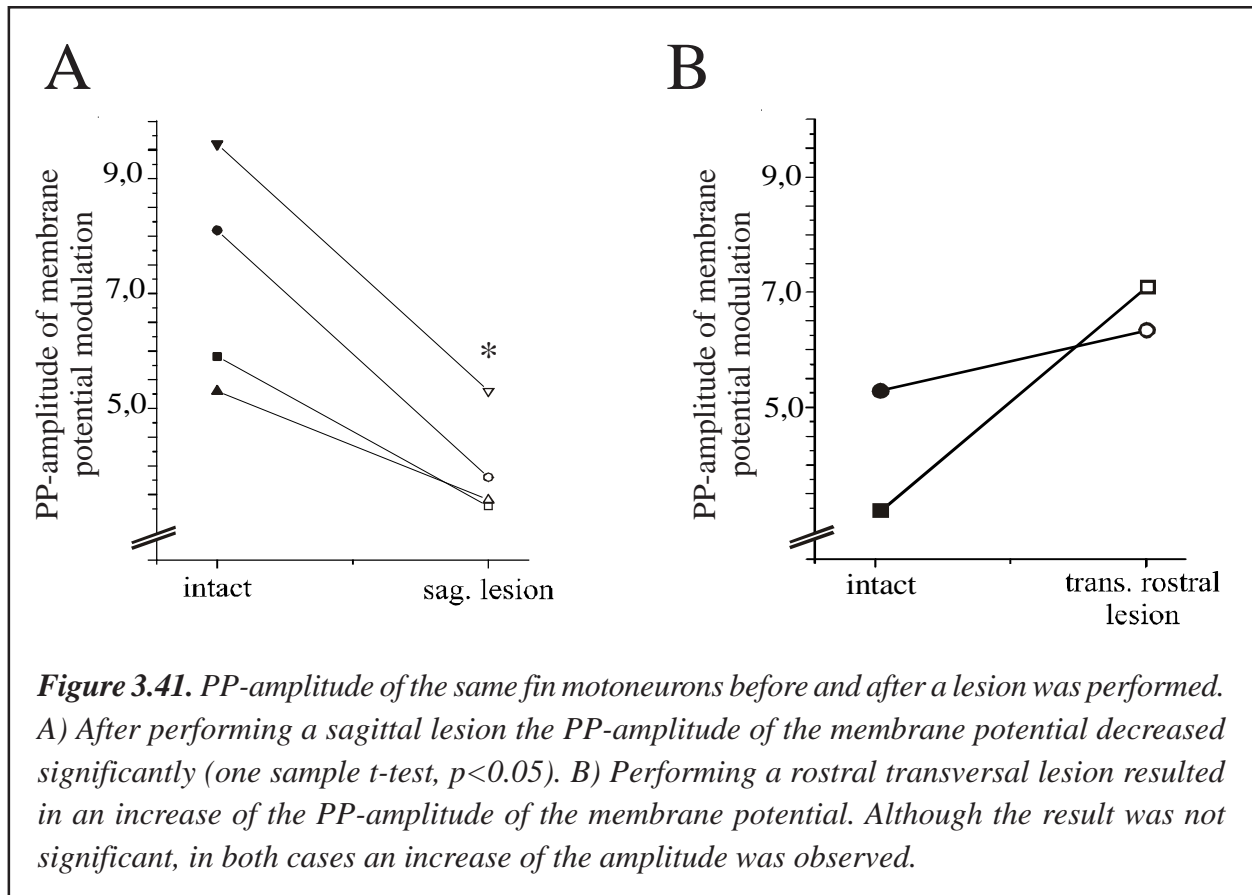 A
PP-amplitude of membrane
potential modulation
9,0
7,0
5,0
*
intact
sag. lesion
B
PP-amplitude of membrane
potential modulation
9,0
7,0
5,0
intact
trans. rostral
lesion
Figure 3.41. PP-amplitude of the same fin motoneurons before and after a lesion was performed.
A) After performing a sagittal lesion the PP-amplitude of the membrane potential decreased
significantly (one sample t-test, p<0.05). B) Performing a rostral transversal lesion resulted
in an increase of the PP-amplitude of the membrane potential. Although the result was not
significant, in both cases an increase of the amplitude was observed.